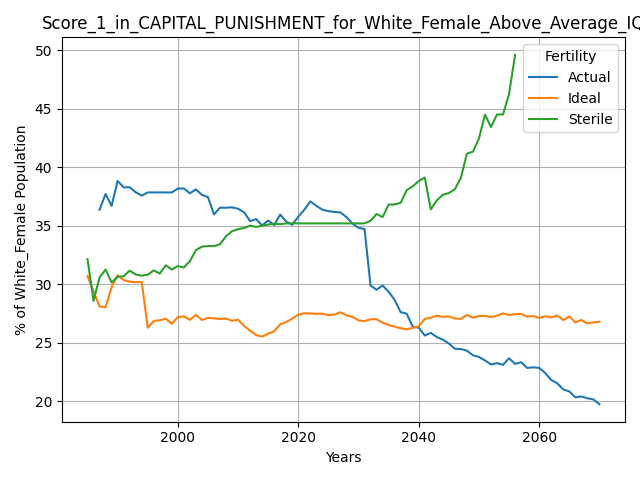 Score_1_in_CAPITAL_PUNISHMENT_for_White_Female_Above_Average_IQ
Fertility
Actual
Ideal
Sterile
50
45
40
35
30
25
20
% of White_Female Population
2000
2020
2040
2060
Years